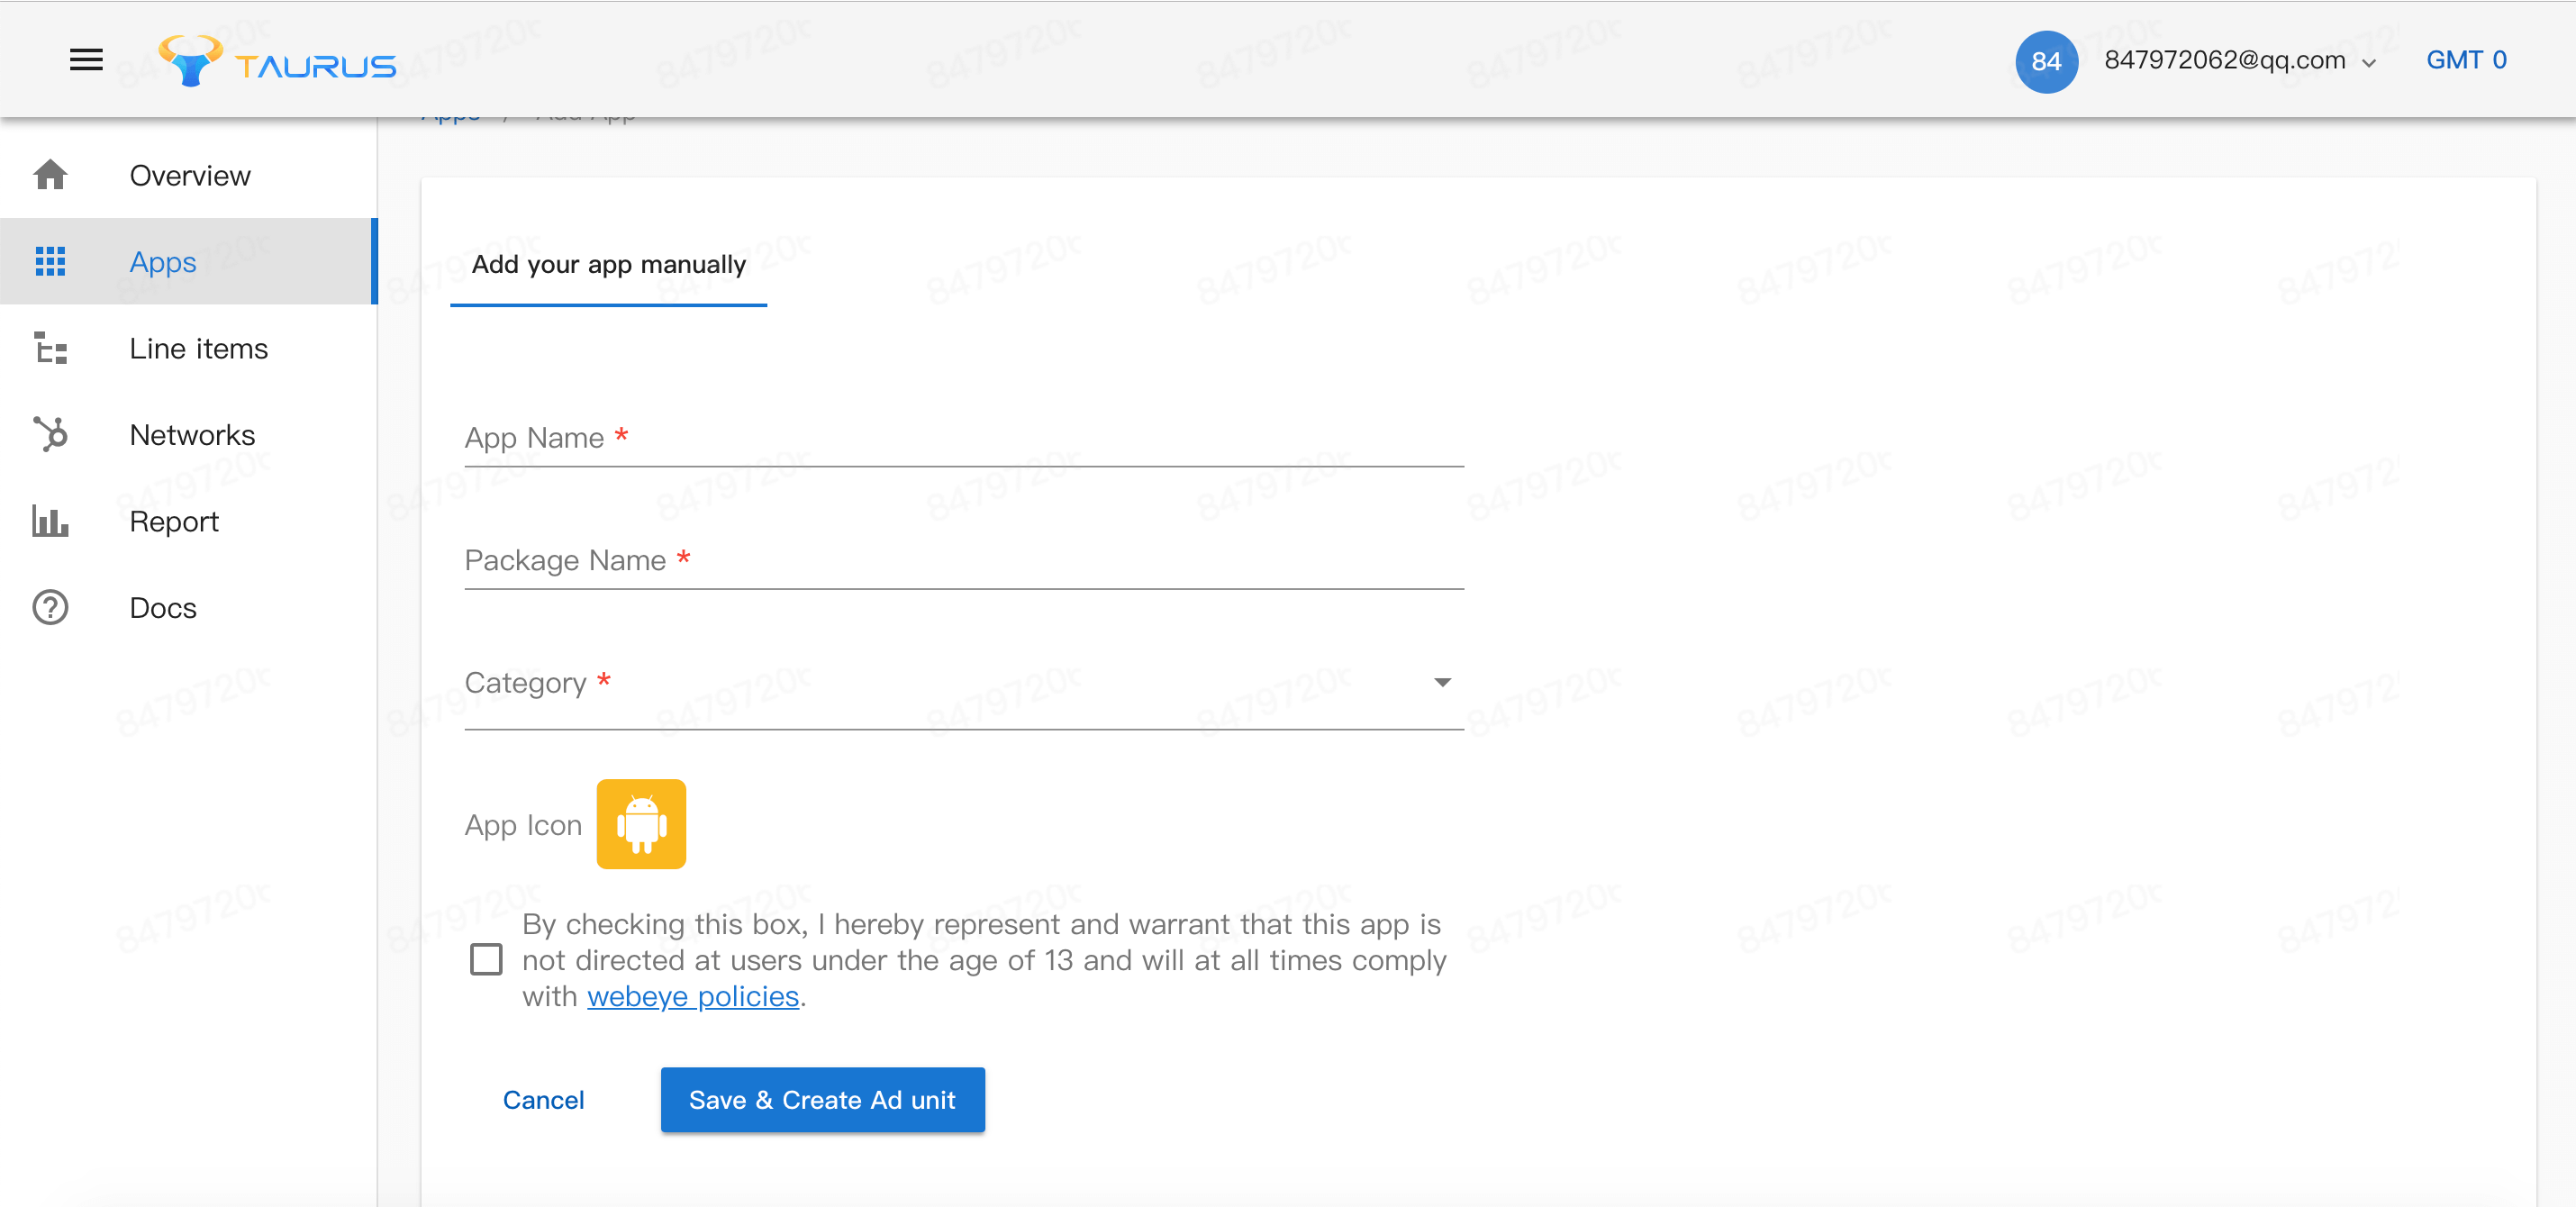 TAURUS
84
847972062@qq.com
GMT 0
Apps / Add App
Overview
Apps
Line items
Networks
Report
Docs
Add your app manually
App Name *
Package Name *
Category *
App Icon
By checking this box, I hereby represent and warrant that this app is
not directed at users under the age of 13 and will at all times comply
with webeye policies.
Cancel
Save & Create Ad unit